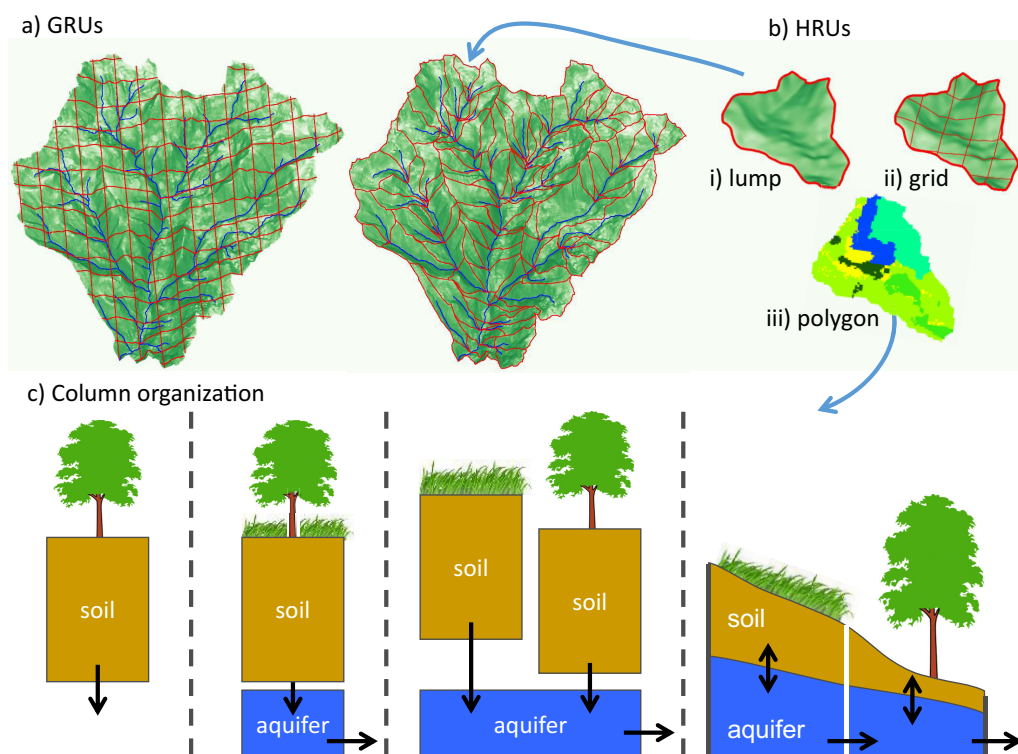 a) GRUs
b) HRUs
i) lump
ii) grid
iii) polygon
c) Column organization
soil
soil
aquifer
soil
soil
aquifer
soil
aquifer